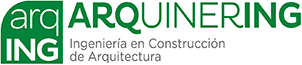 arq
ING
ARQUINERING
Ingeniería en Construcción
de Arquitectura